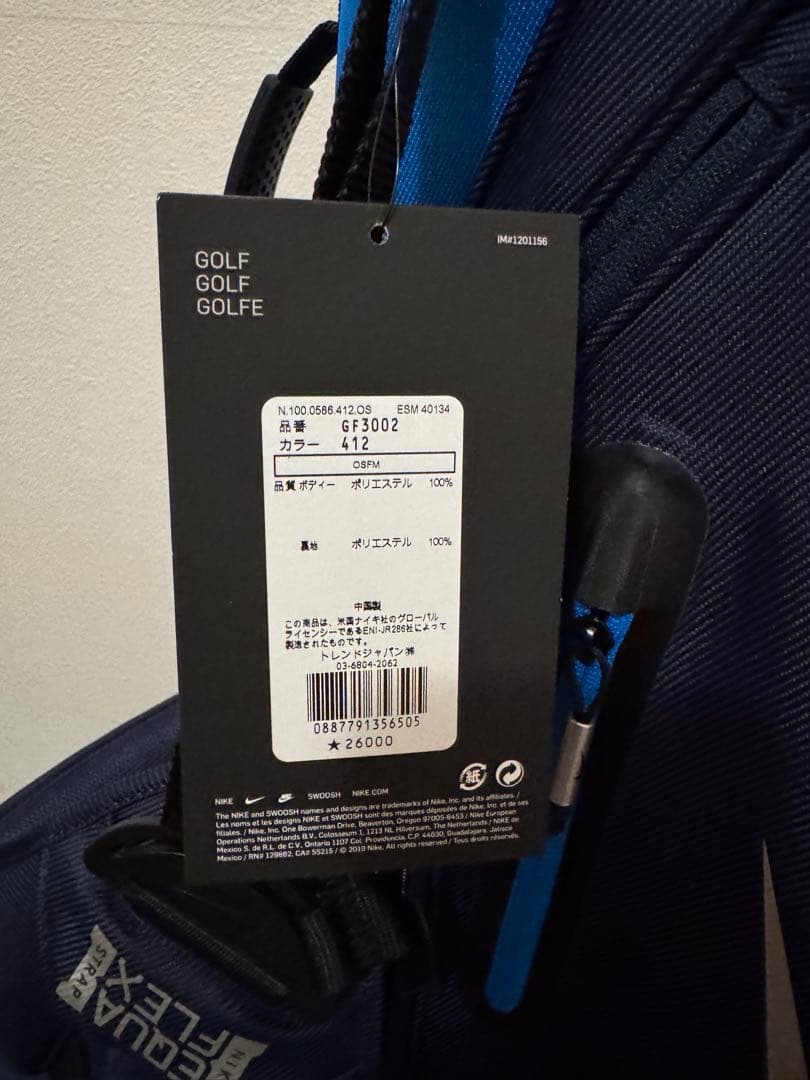 IM#1201156
GOLF
GOLF
GOLFE
N.100.0586.412.OS ESM 40134
品番 GF3002
カラー 412
OSFM
品質 ボディー ポリエステル 100%
裏地 ポリエステル 100%
中国製
この商品は、米国ナイキ社のグローバル
ライセンシーであるENI-JR286社によって
製造されたものです。
トレンドジャパン㈱
03-6804-2062
0887791356505
★26000
紙
NIKE SWOOSH NIKE.COM
The NIKE and SWOOSH names and designs are trademarks of Nike, Inc. and its affiliates. /
Les noms et les designs NIKE et SWOOSH sont des marques déposées de Nike, Inc. et de ses
filiales. / Nike, Inc. One Bowerman Drive, Beaverton, Oregon 97005-6453 / Nike European
Operations Netherlands B.V., Colosseum 1, 1213 NL Hilversum, The Netherlands / NIKE de
Mexico S. de R.L. de C.V., Ontario 1107 Col. Providencia, C.P. 44630, Guadalajara, Jalisco
Mexico / RN# 129862, CA# 55215 / © 2019 Nike, All rights reserved / Tous droits réservés.
EQUA
FLEX
STRAP
NIKE